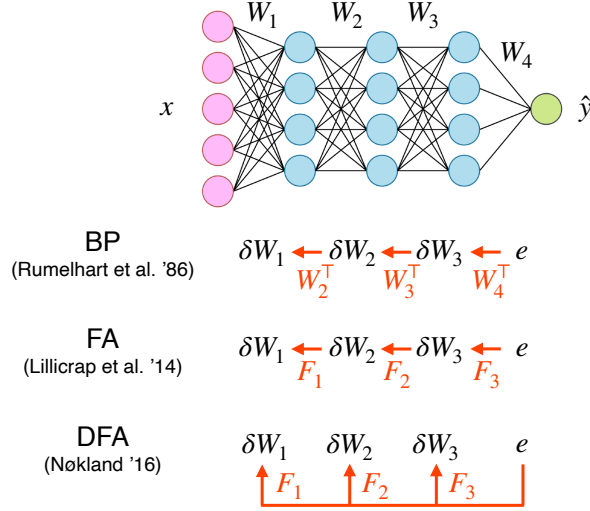 W₁ W₂ W₃ W₄
x ŷ
BP
(Rumelhart et al. '86)
δW₁ δW₂ δW₃ e
W₂ᵀ W₃ᵀ W₄ᵀ
FA
(Lillicrap et al. '14)
δW₁ δW₂ δW₃ e
F₁ F₂ F₃
DFA
(Nøkland '16)
δW₁ δW₂ δW₃ e
F₁ F₂ F₃